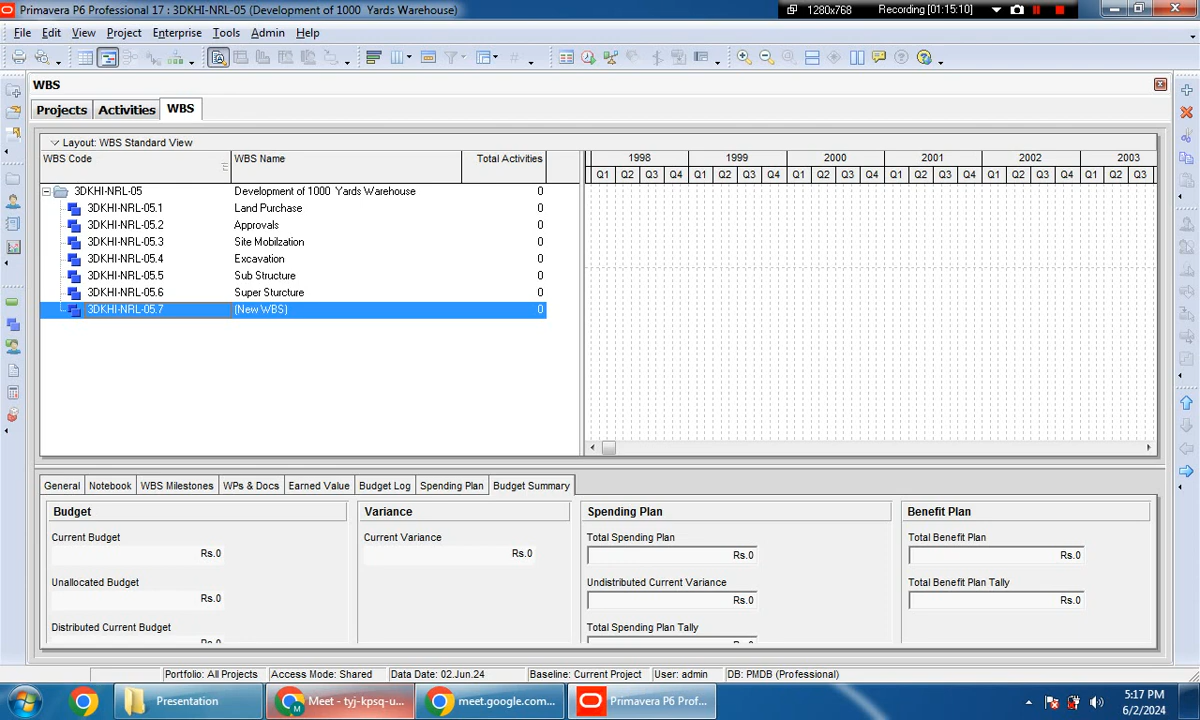 Primavera P6 Professional 17 : 3DKHI-NRL-05 (Development of 1000  Yards Warehouse)
1280x768
Recording [01:15:10]
File Edit View Project Enterprise Tools Admin Help
WBS
Projects Activities WBS
Layout: WBS Standard View
WBS Code WBS Name Total Activities
1998 1999 2000 2001 2002 2003
Q1 Q2 Q3 Q4 Q1 Q2 Q3 Q4 Q1 Q2 Q3 Q4 Q1 Q2 Q3 Q4 Q1 Q2 Q3 Q4 Q1 Q2 Q3
3DKHI-NRL-05 Development of 1000  Yards Warehouse 0
3DKHI-NRL-05.1 Land Purchase 0
3DKHI-NRL-05.2 Approvals 0
3DKHI-NRL-05.3 Site Mobilzation 0
3DKHI-NRL-05.4 Excavation 0
3DKHI-NRL-05.5 Sub Structure 0
3DKHI-NRL-05.6 Super Sturcture 0
3DKHI-NRL-05.7 (New WBS) 0
General Notebook WBS Milestones WPs & Docs Earned Value Budget Log Spending Plan Budget Summary
Budget Variance Spending Plan Benefit Plan
Current Budget Current Variance Total Spending Plan Total Benefit Plan
Rs.0 Rs.0 Rs.0 Rs.0
Unallocated Budget Undistributed Current Variance Total Benefit Plan Tally
Rs.0 Rs.0 Rs.0
Distributed Current Budget Total Spending Plan Tally
Portfolio: All Projects Access Mode: Shared Data Date: 02.Jun.24 Baseline: Current Project User: admin DB: PMDB (Professional)
Presentation Meet - tyj-kpsq-u... meet.google.com... Primavera P6 Prof...
5:17 PM
6/2/2024